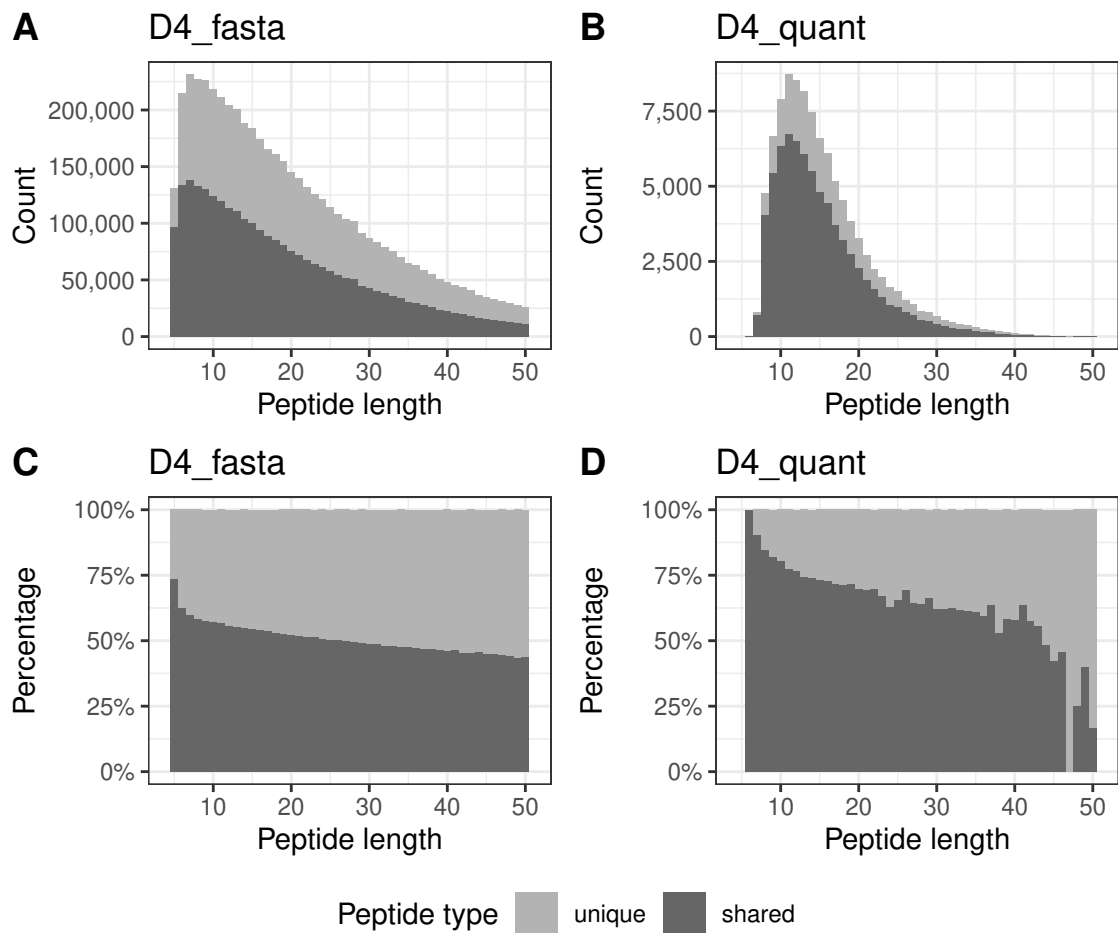 A D4_fasta
B D4_quant
200,000
150,000
100,000
50,000
0
Count
10 20 30 40 50
Peptide length
7,500
5,000
2,500
0
Count
10 20 30 40 50
Peptide length
C D4_fasta
D D4_quant
100%
75%
50%
25%
0%
Percentage
10 20 30 40 50
Peptide length
100%
75%
50%
25%
0%
Percentage
10 20 30 40 50
Peptide length
Peptide type unique shared